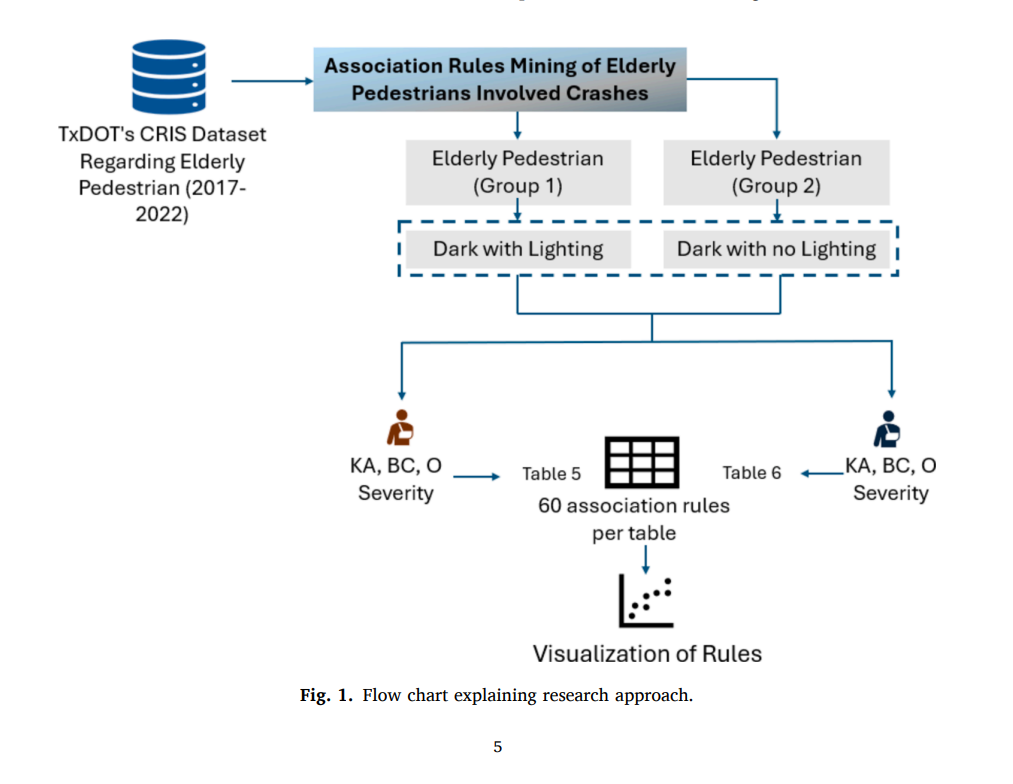 Association Rules Mining of Elderly
Pedestrians Involved Crashes
TxDOT's CRIS Dataset
Regarding Elderly
Pedestrian (2017-
2022)
Elderly Pedestrian
(Group 1)
Elderly Pedestrian
(Group 2)
Dark with Lighting
Dark with no Lighting
KA, BC, O
Severity
Table 5
60 association rules
per table
Table 6
KA, BC, O
Severity
Visualization of Rules
Fig. 1. Flow chart explaining research approach.
5